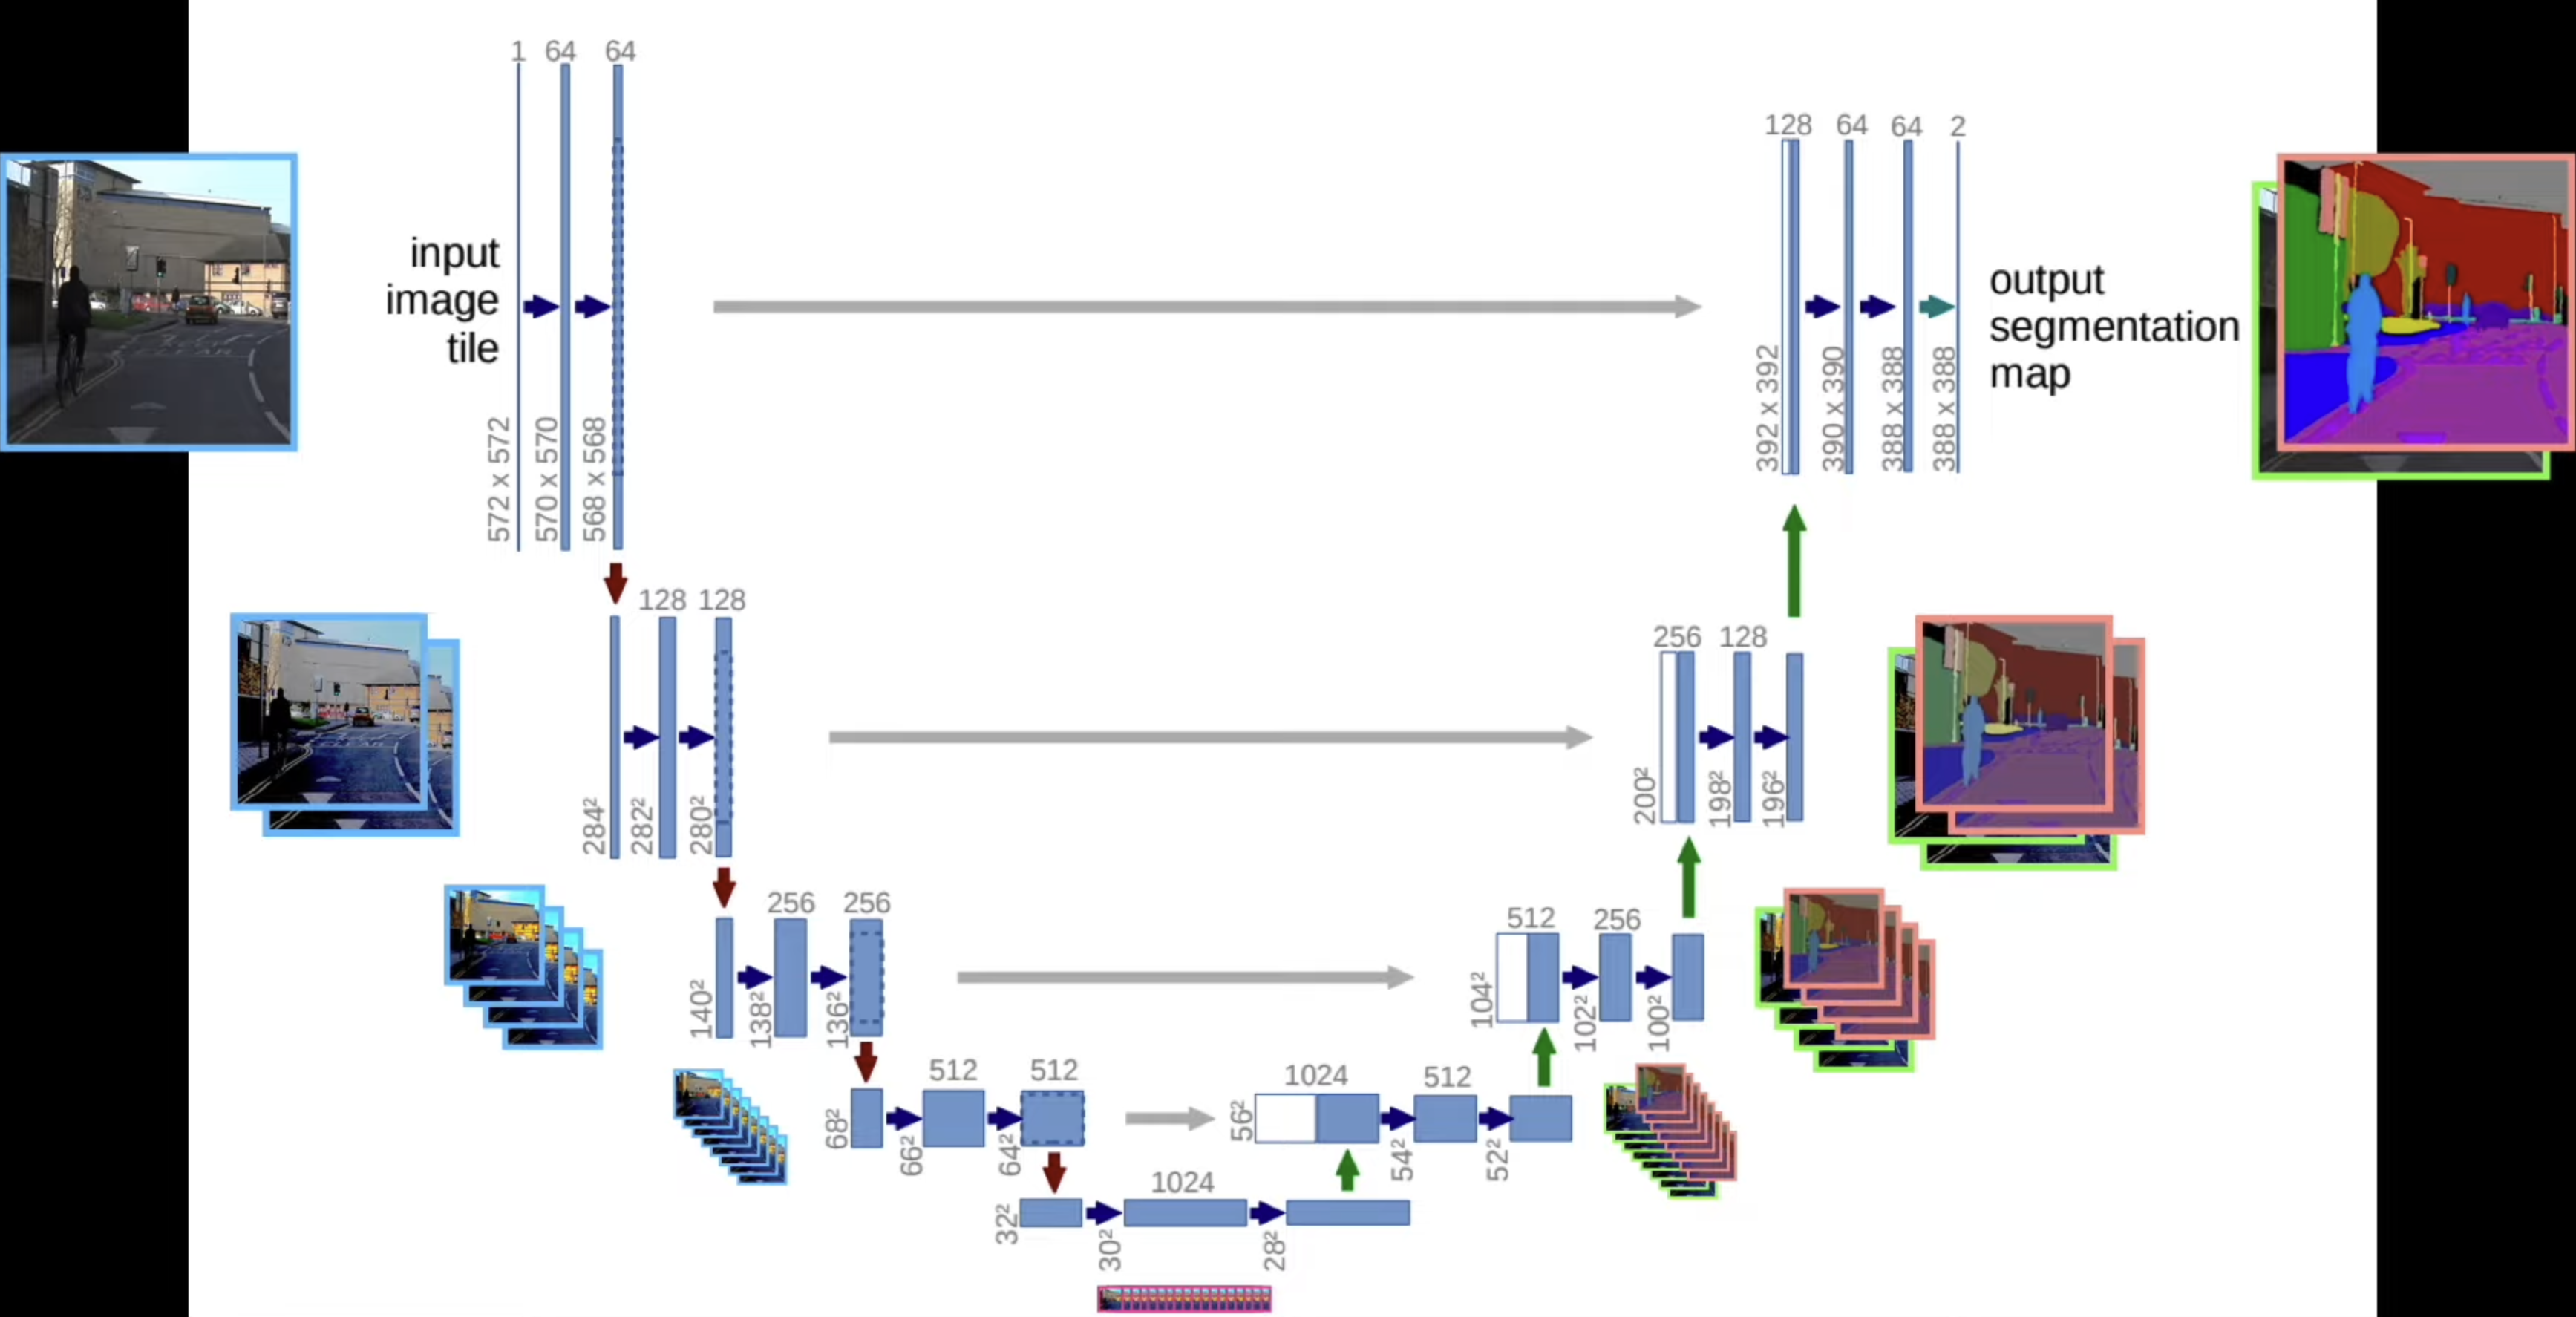 1 64 64
128 64 64 2
input
image
tile
output
segmentation
map
572 x 572
570 x 570
568 x 568
392 x 392
390 x 390
388 x 388
388 x 388
128 128
256 128
284²
282²
280²
200²
198²
196²
256 256
512 256
140²
138²
136²
104²
102²
100²
512 512
1024 512
68²
66²
64²
56²
54²
52²
1024
32²
30²
28²